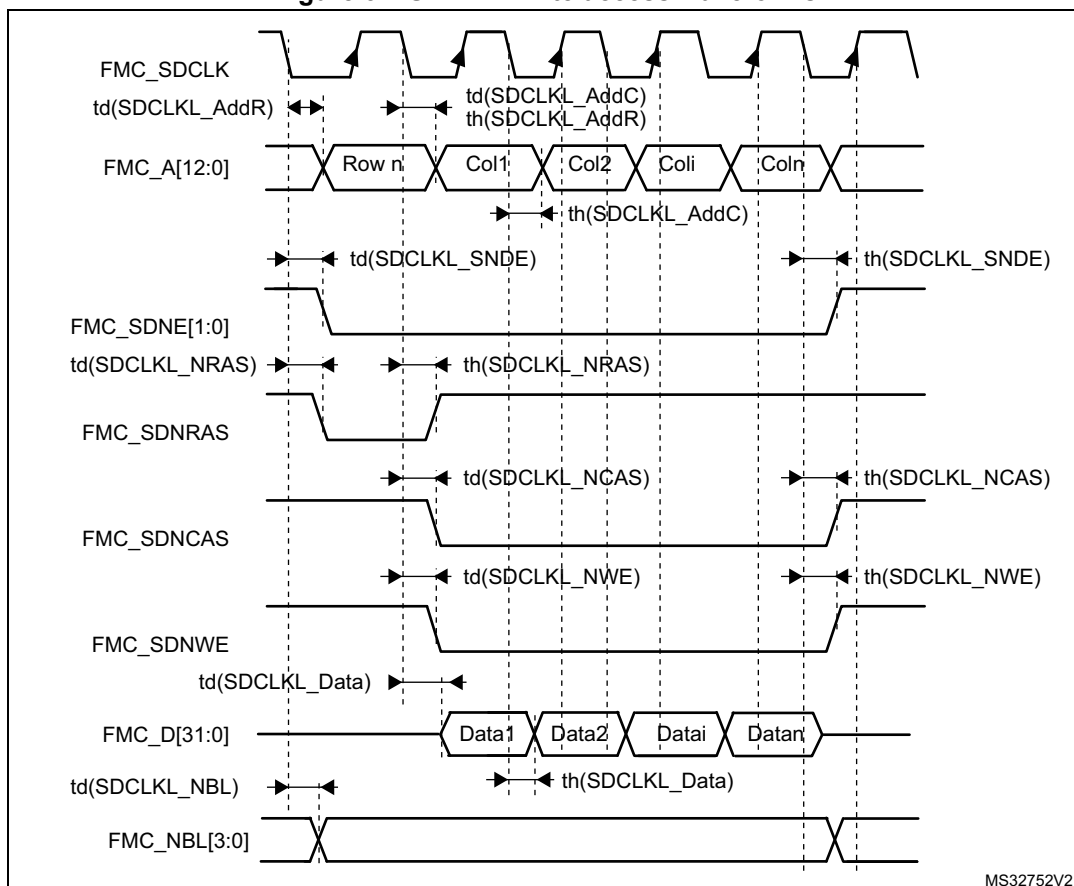 FMC_SDCLK
td(SDCLKL_AddR)
td(SDCLKL_AddC)
th(SDCLKL_AddR)
FMC_A[12:0]
Row n
Col1
Col2
Coli
Coln
th(SDCLKL_AddC)
td(SDCLKL_SNDE)
th(SDCLKL_SNDE)
FMC_SDNE[1:0]
td(SDCLKL_NRAS)
th(SDCLKL_NRAS)
FMC_SDNRAS
td(SDCLKL_NCAS)
th(SDCLKL_NCAS)
FMC_SDNCAS
td(SDCLKL_NWE)
th(SDCLKL_NWE)
FMC_SDNWE
td(SDCLKL_Data)
FMC_D[31:0]
Data1
Data2
Datai
Datan
th(SDCLKL_Data)
td(SDCLKL_NBL)
FMC_NBL[3:0]
MS32752V2